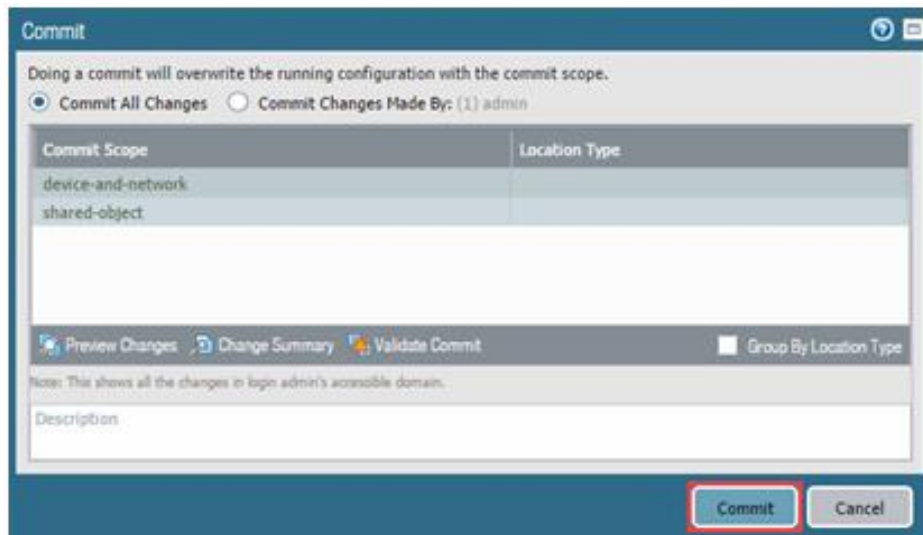 Commit
Doing a commit will overwrite the running configuration with the commit scope.
Commit All Changes Commit Changes Made By: (1) admin
Commit Scope Location Type
device-and-network
shared-object
Preview Changes Change Summary Validate Commit Group By Location Type
Note: This shows all the changes in login admin's accessible domain.
Description
Commit Cancel